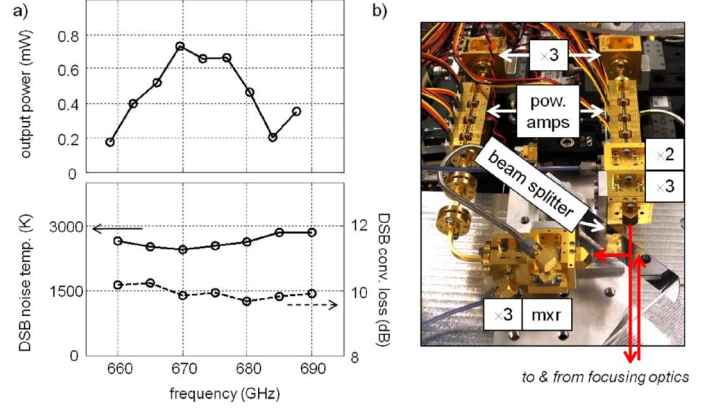 a)
output power (mW)
0.8
0.6
0.4
0.2
0
DSB noise temp. (K)
3000
1500
0
12
10
8
DSB conv. loss (dB)
660 670 680 690
frequency (GHz)
b)
×3
pow.
amps
×2
×3
beam splitter
×3 mxr
to & from focusing optics